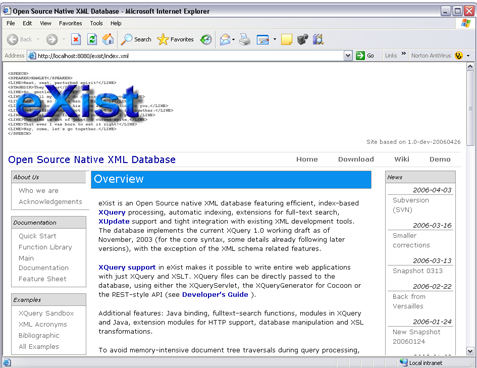 Open Source Native XML Database - Microsoft Internet Explorer
File Edit View Favorites Tools Help
Back Search Favorites
Address http://localhost:8080/exist/index.xml Go Links Norton AntiVirus
<SPEECH>
<SPEAKER>HAMLET</SPEAKER>
eXist
Site based on 1.0-dev-20060426
Open Source Native XML Database
Home Download Wiki Demo
About Us
Who we are
Acknowledgements
Documentation
Quick Start
Function Library
Main
Documentation
Feature Sheet
Examples
XQuery Sandbox
XML Acronyms
Bibliographic
All Examples
Overview
eXist is an Open Source native XML database featuring efficient, index-based
XQuery processing, automatic indexing, extensions for full-text search,
XUpdate support and tight integration with existing XML development tools.
The database implements the current XQuery 1.0 working draft as of
November, 2003 (for the core syntax, some details already following later
versions), with the exception of the XML schema related features.
XQuery support in eXist makes it possible to write entire web applications
with just XQuery and XSLT. XQuery files can be directly passed to the
database, using either the XQueryServlet, the XQueryGenerator for Cocoon or
the REST-style API (see Developer's Guide ).
Additional features: Java binding, fulltext-search functions, modules in XQuery
and Java, extension modules for HTTP support, database manipulation and XSL
transformations.
To avoid memory-intensive document tree traversals during query processing,
News
2006-04-03
Subversion
(SVN)
2006-03-16
Smaller
corrections
2006-03-13
Snapshot 0313
2006-02-22
Back from
Versailles
2006-01-24
New Snapshot
20060124
Local intranet